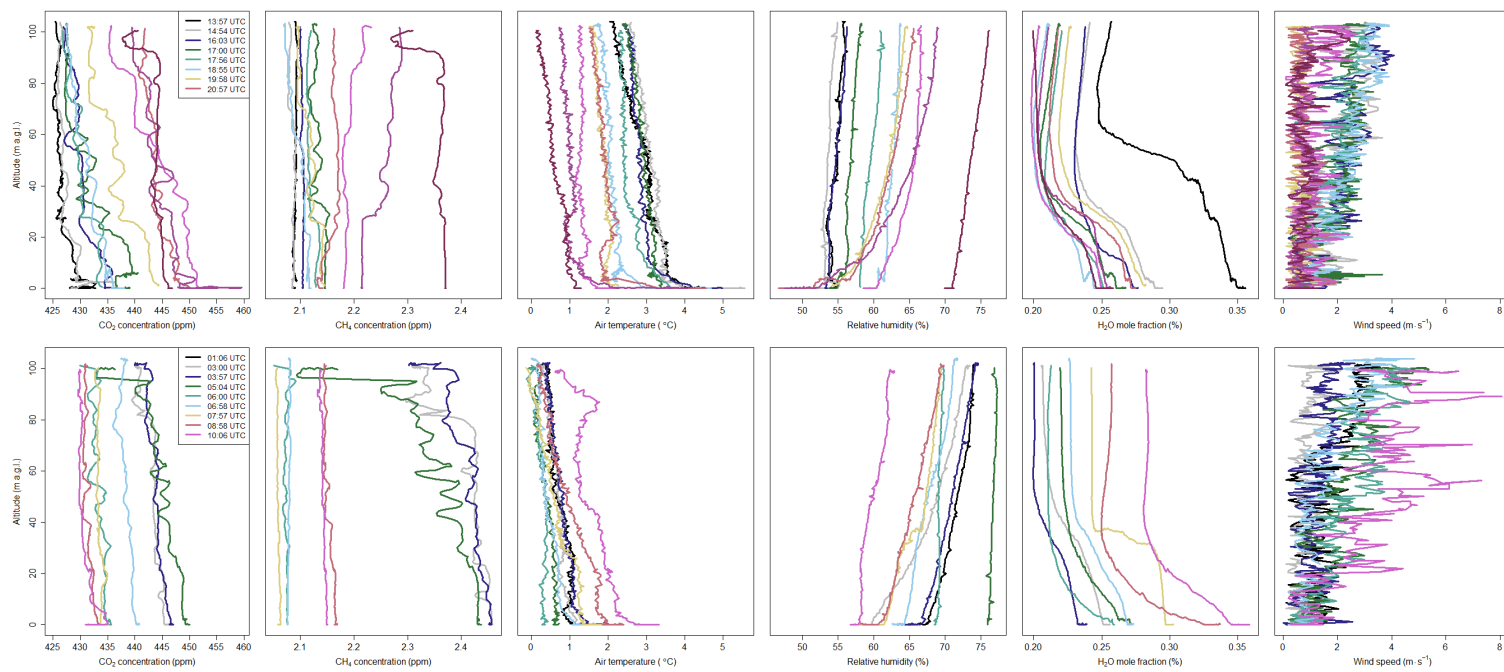 Altitude (m a.g.l.)
0 20 40 60 80 100
13:57 UTC
14:54 UTC
16:03 UTC
17:00 UTC
17:56 UTC
18:55 UTC
19:58 UTC
20:57 UTC
425 430 435 440 445 450 455 460
CO2 concentration (ppm)
2.1 2.2 2.3 2.4
CH4 concentration (ppm)
0 1 2 3 4 5
Air temperature ( °C)
50 55 60 65 70 75
Relative humidity (%)
0.20 0.25 0.30 0.35
H2O mole fraction (%)
0 2 4 6 8
Wind speed (m·s−1)
Altitude (m a.g.l.)
0 20 40 60 80 100
01:06 UTC
03:00 UTC
03:57 UTC
05:04 UTC
06:00 UTC
06:58 UTC
07:57 UTC
08:58 UTC
10:06 UTC
425 430 435 440 445 450 455 460
CO2 concentration (ppm)
2.1 2.2 2.3 2.4
CH4 concentration (ppm)
0 1 2 3 4 5
Air temperature ( °C)
50 55 60 65 70 75
Relative humidity (%)
0.20 0.25 0.30 0.35
H2O mole fraction (%)
0 2 4 6 8
Wind speed (m·s−1)